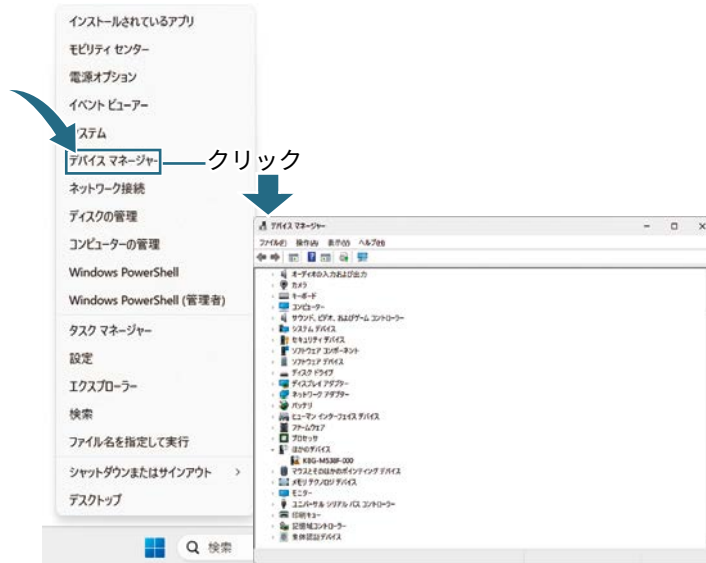 インストールされているアプリ
モビリティ センター
電源オプション
イベント ビューアー
システム
デバイス マネージャー
クリック
ネットワーク接続
ディスクの管理
コンピューターの管理
Windows PowerShell
Windows PowerShell (管理者)
タスク マネージャー
設定
エクスプローラー
検索
ファイル名を指定して実行
シャットダウンまたはサインアウト
デスクトップ
検索
デバイス マネージャー
ファイル(F) 操作(A) 表示(V) ヘルプ(H)
オーディオの入力および出力
カメラ
キーボード
コンピューター
サウンド、ビデオ、およびゲーム コントローラー
システム デバイス
セキュリティ デバイス
ソフトウェア コンポーネント
ソフトウェア デバイス
ディスク ドライブ
ディスプレイ アダプター
ネットワーク アダプター
バッテリ
ヒューマン インターフェイス デバイス
ファームウェア
プロセッサ
ほかのデバイス
KBG-MS38F-000
マウスとそのほかのポインティング デバイス
メモリ テクノロジ デバイス
モニター
ユニバーサル シリアル バス コントローラー
印刷キュー
記憶域コントローラー
生体認証デバイス